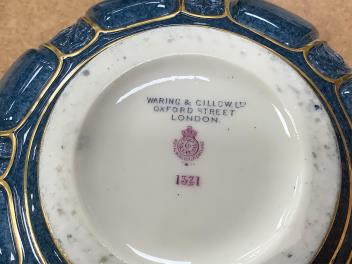 WARING & GILLOW. LTD
OXFORD STREET
LONDON.
1321